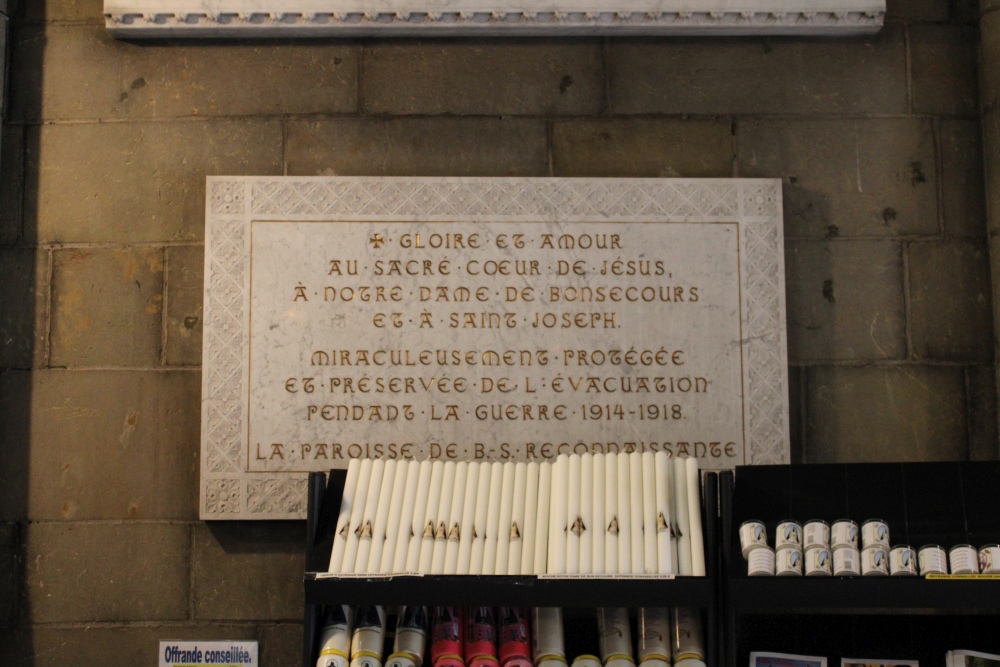 ✠ · GLOIRE · ET · AMOUR
AU · SACRÉ · CŒUR · DE · JÉSUS,
À · NOTRE · DAME · DE · BONSECOURS
ET · À · SAINT · JOSEPH.
MIRACULEUSEMENT · PROTÉGÉE
ET · PRÉSERVÉE · DE · L'ÉVACUATION
PENDANT · LA · GUERRE · 1914-1918.
LA · PAROISSE · DE · B.-S. RECONNAISSANTE
Offrande conseillée.